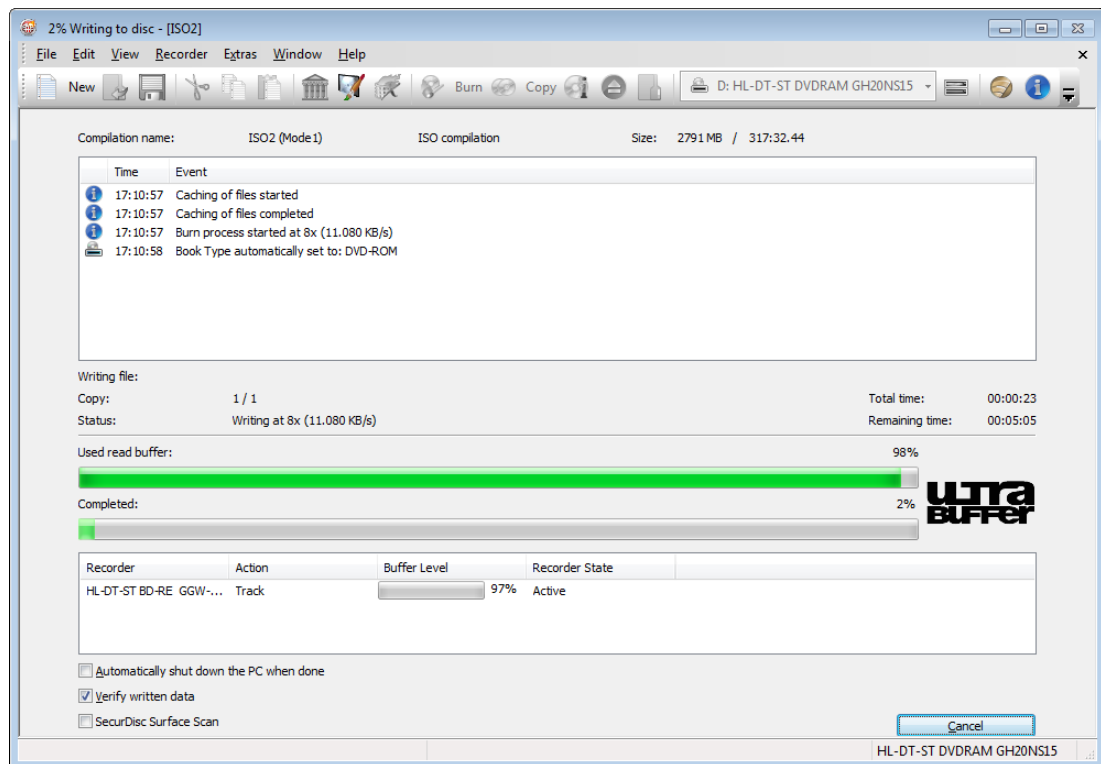 2% Writing to disc - [ISO2]
File Edit View Recorder Extras Window Help
New Burn Copy D: HL-DT-ST DVDRAM GH20NS15
Compilation name: ISO2 (Mode1) ISO compilation Size: 2791 MB / 317:32.44
Time Event
17:10:57 Caching of files started
17:10:57 Caching of files completed
17:10:57 Burn process started at 8x (11.080 KB/s)
17:10:58 Book Type automatically set to: DVD-ROM
Writing file:
Copy: 1 / 1 Total time: 00:00:23
Status: Writing at 8x (11.080 KB/s) Remaining time: 00:05:05
Used read buffer: 98%
Completed: 2%
ultra
BUFFer
Recorder Action Buffer Level Recorder State
HL-DT-ST BD-RE GGW-... Track 97% Active
Automatically shut down the PC when done
Verify written data
SecurDisc Surface Scan
Cancel
HL-DT-ST DVDRAM GH20NS15